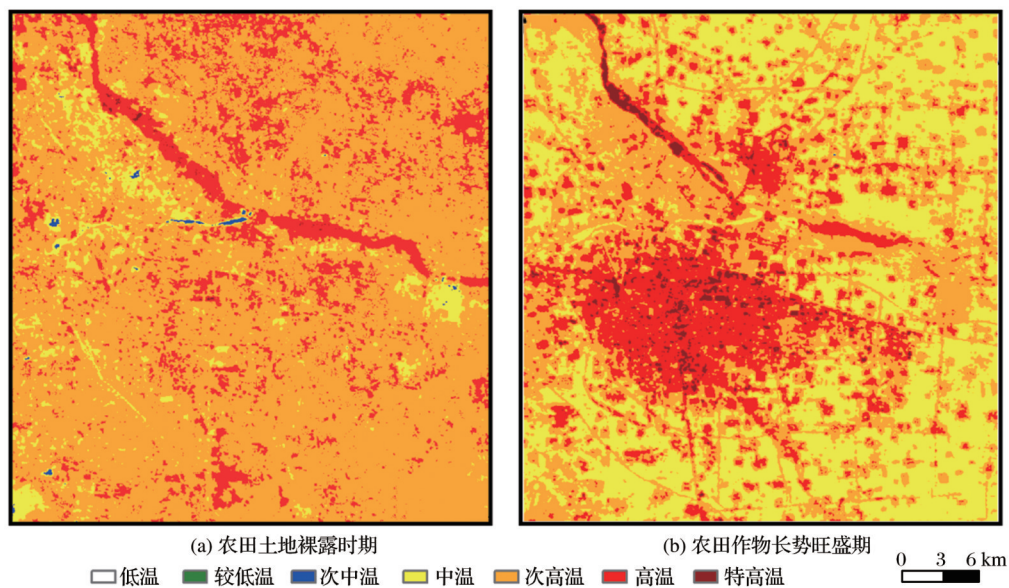 (a) 农田土地裸露时期
(b) 农田作物长势旺盛期
0 3 6 km
低温 较低温 次中温 中温 次高温 高温 特高温